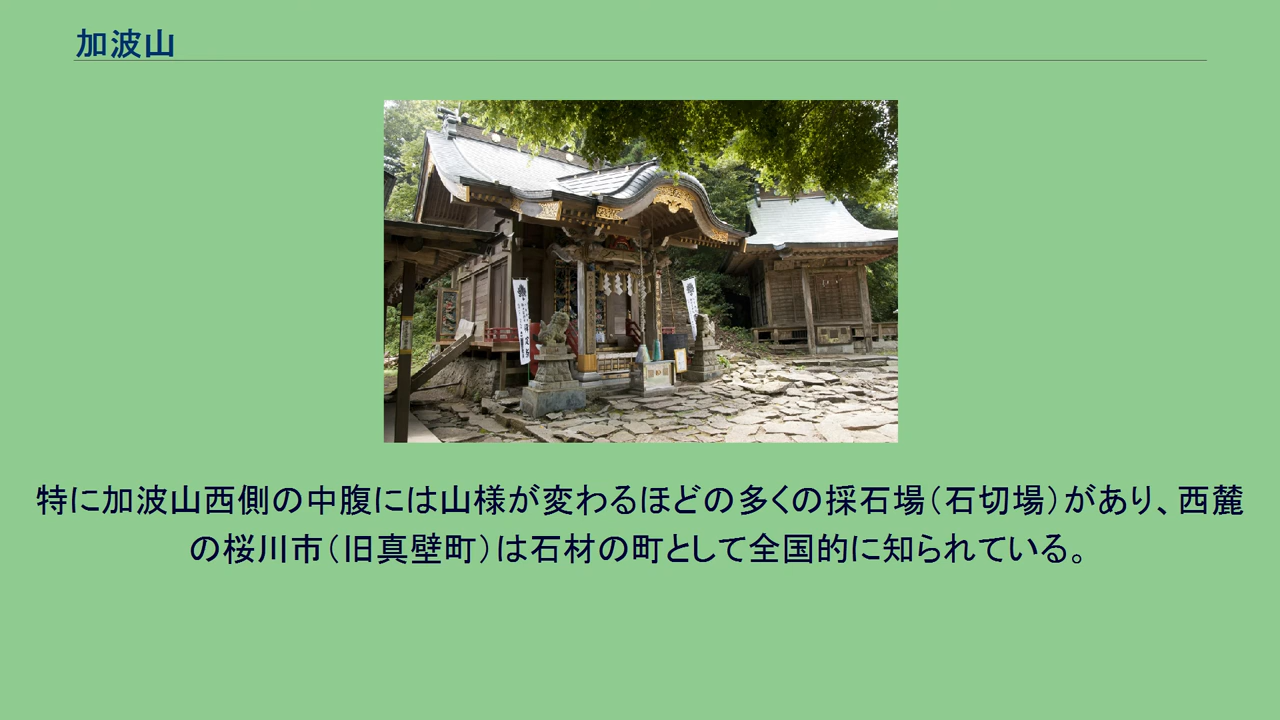 加波山
特に加波山西側の中腹には山様が変わるほどの多くの採石場（石切場）があり、西麓
の桜川市（旧真壁町）は石材の町として全国的に知られている。